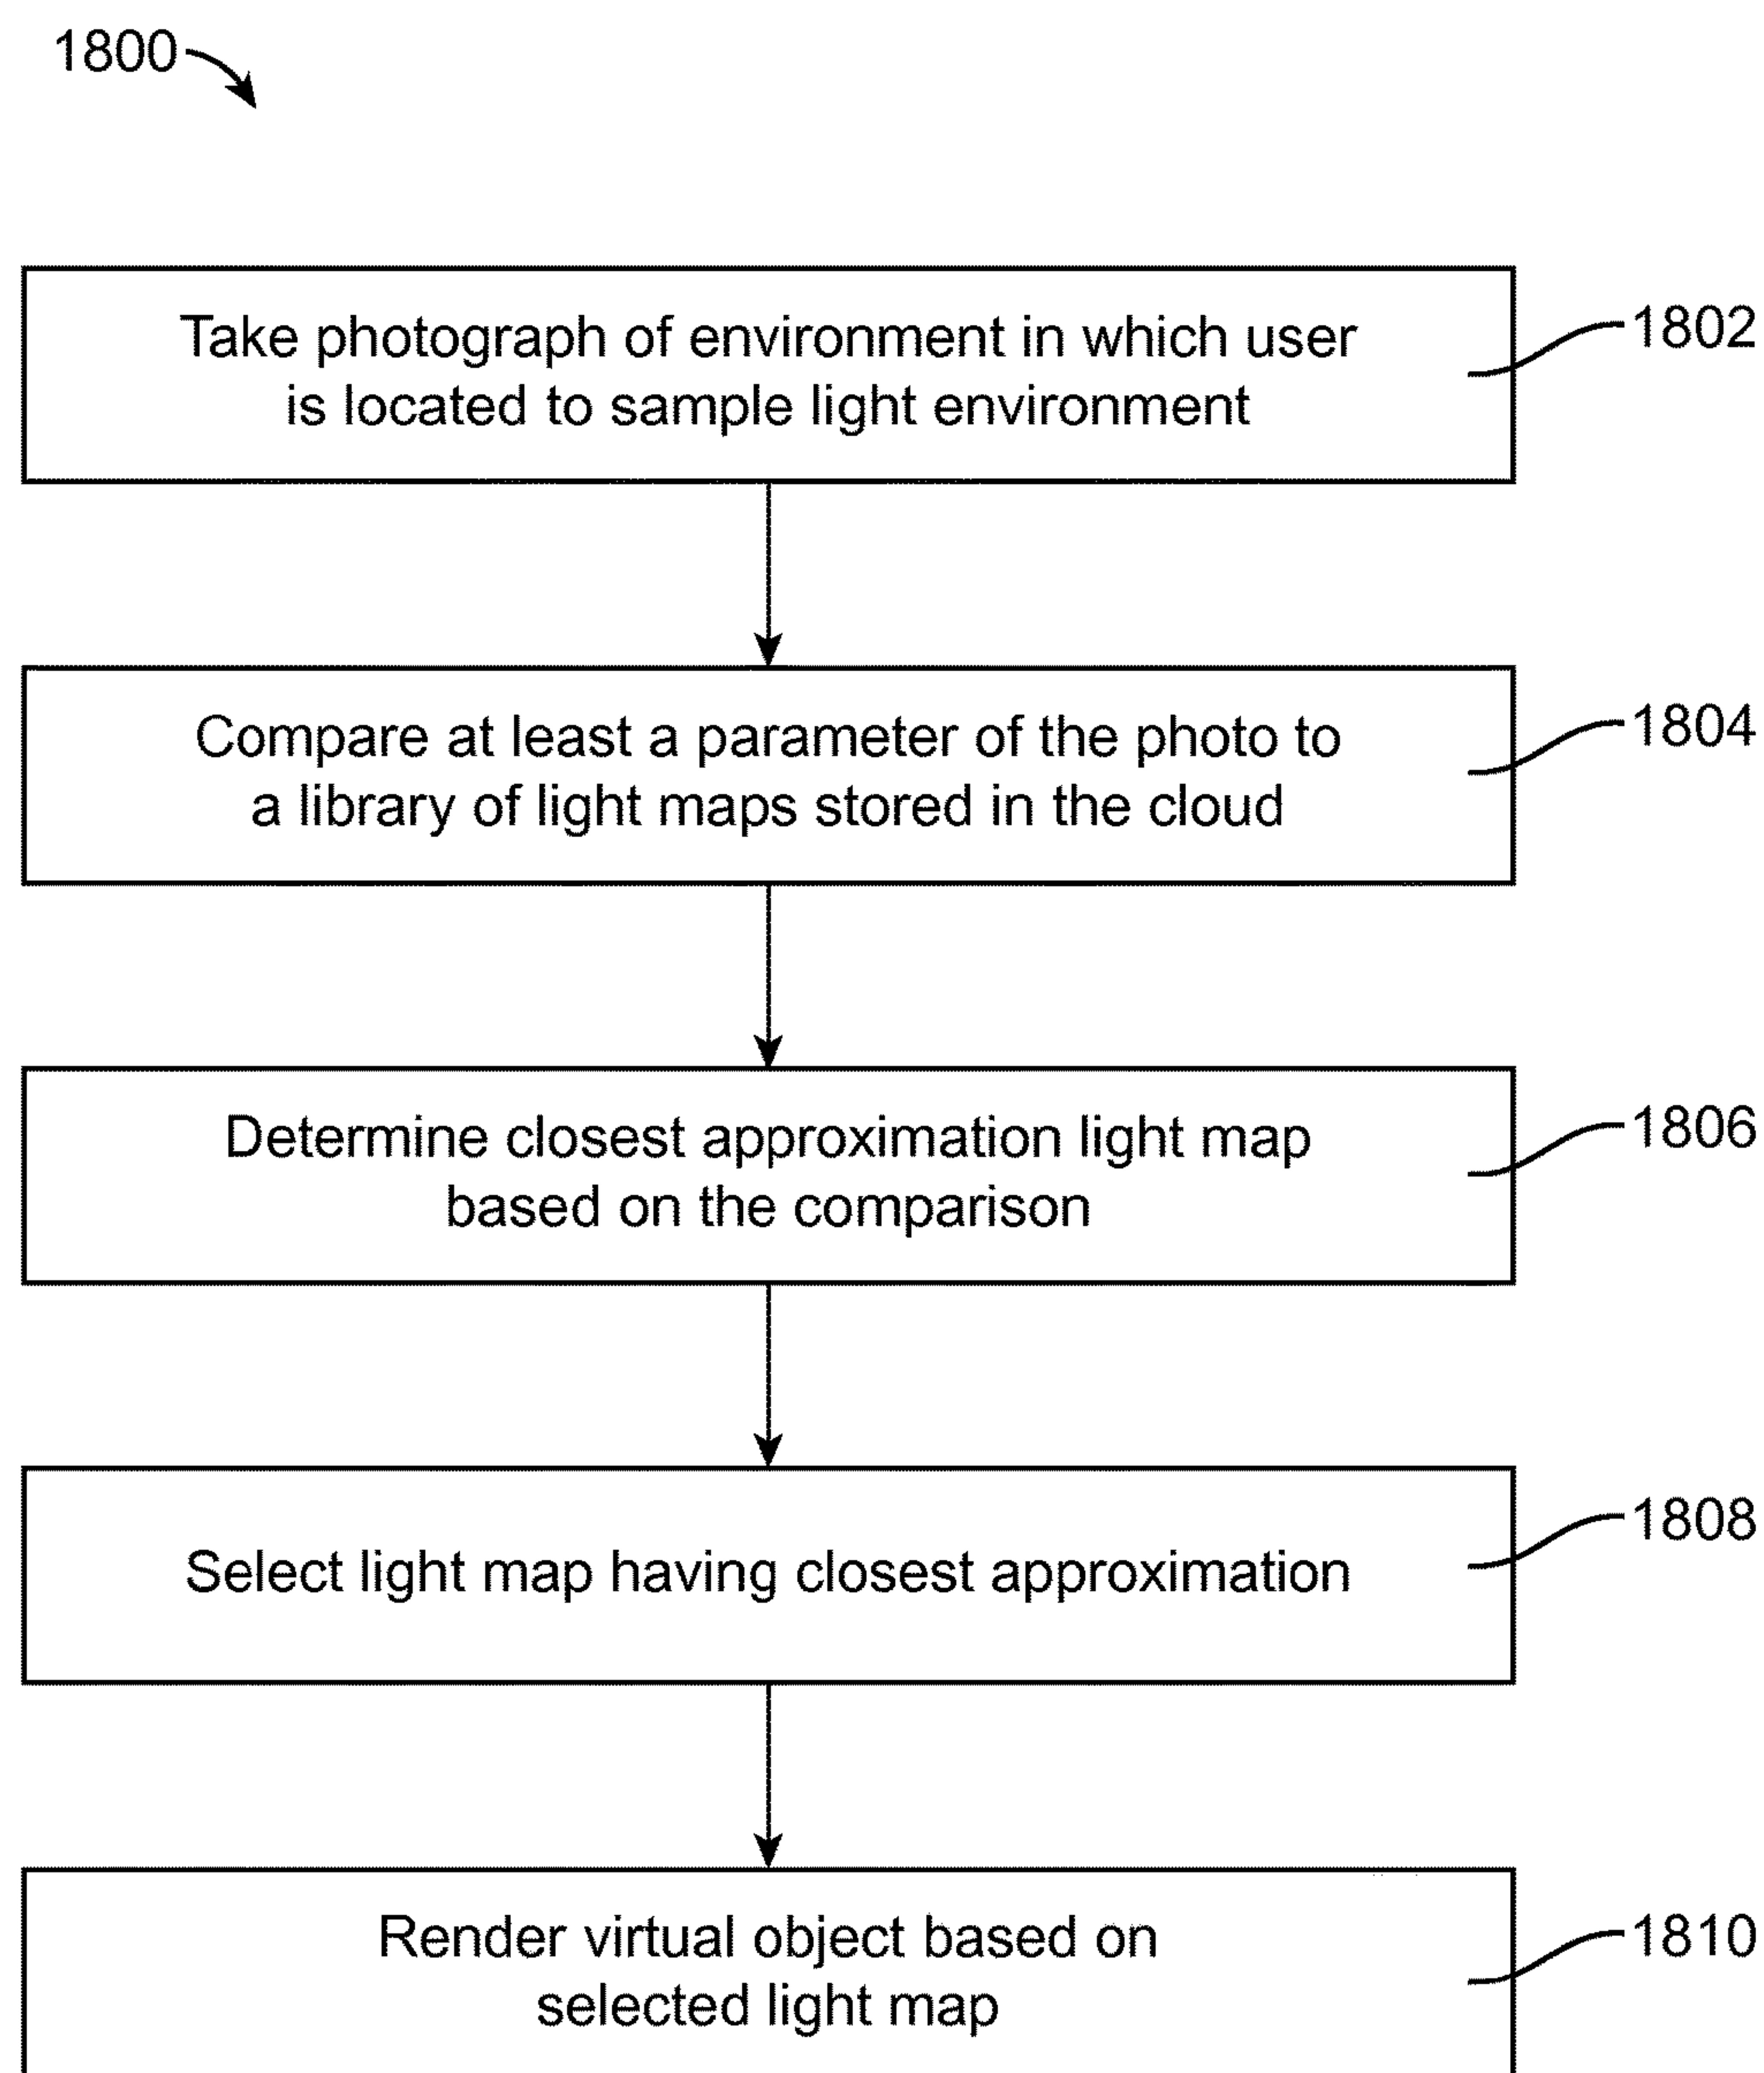 1800
Take photograph of environment in which user
is located to sample light environment
1802
Compare at least a parameter of the photo to
a library of light maps stored in the cloud
1804
Determine closest approximation light map
based on the comparison
1806
Select light map having closest approximation
1808
Render virtual object based on
selected light map
1810